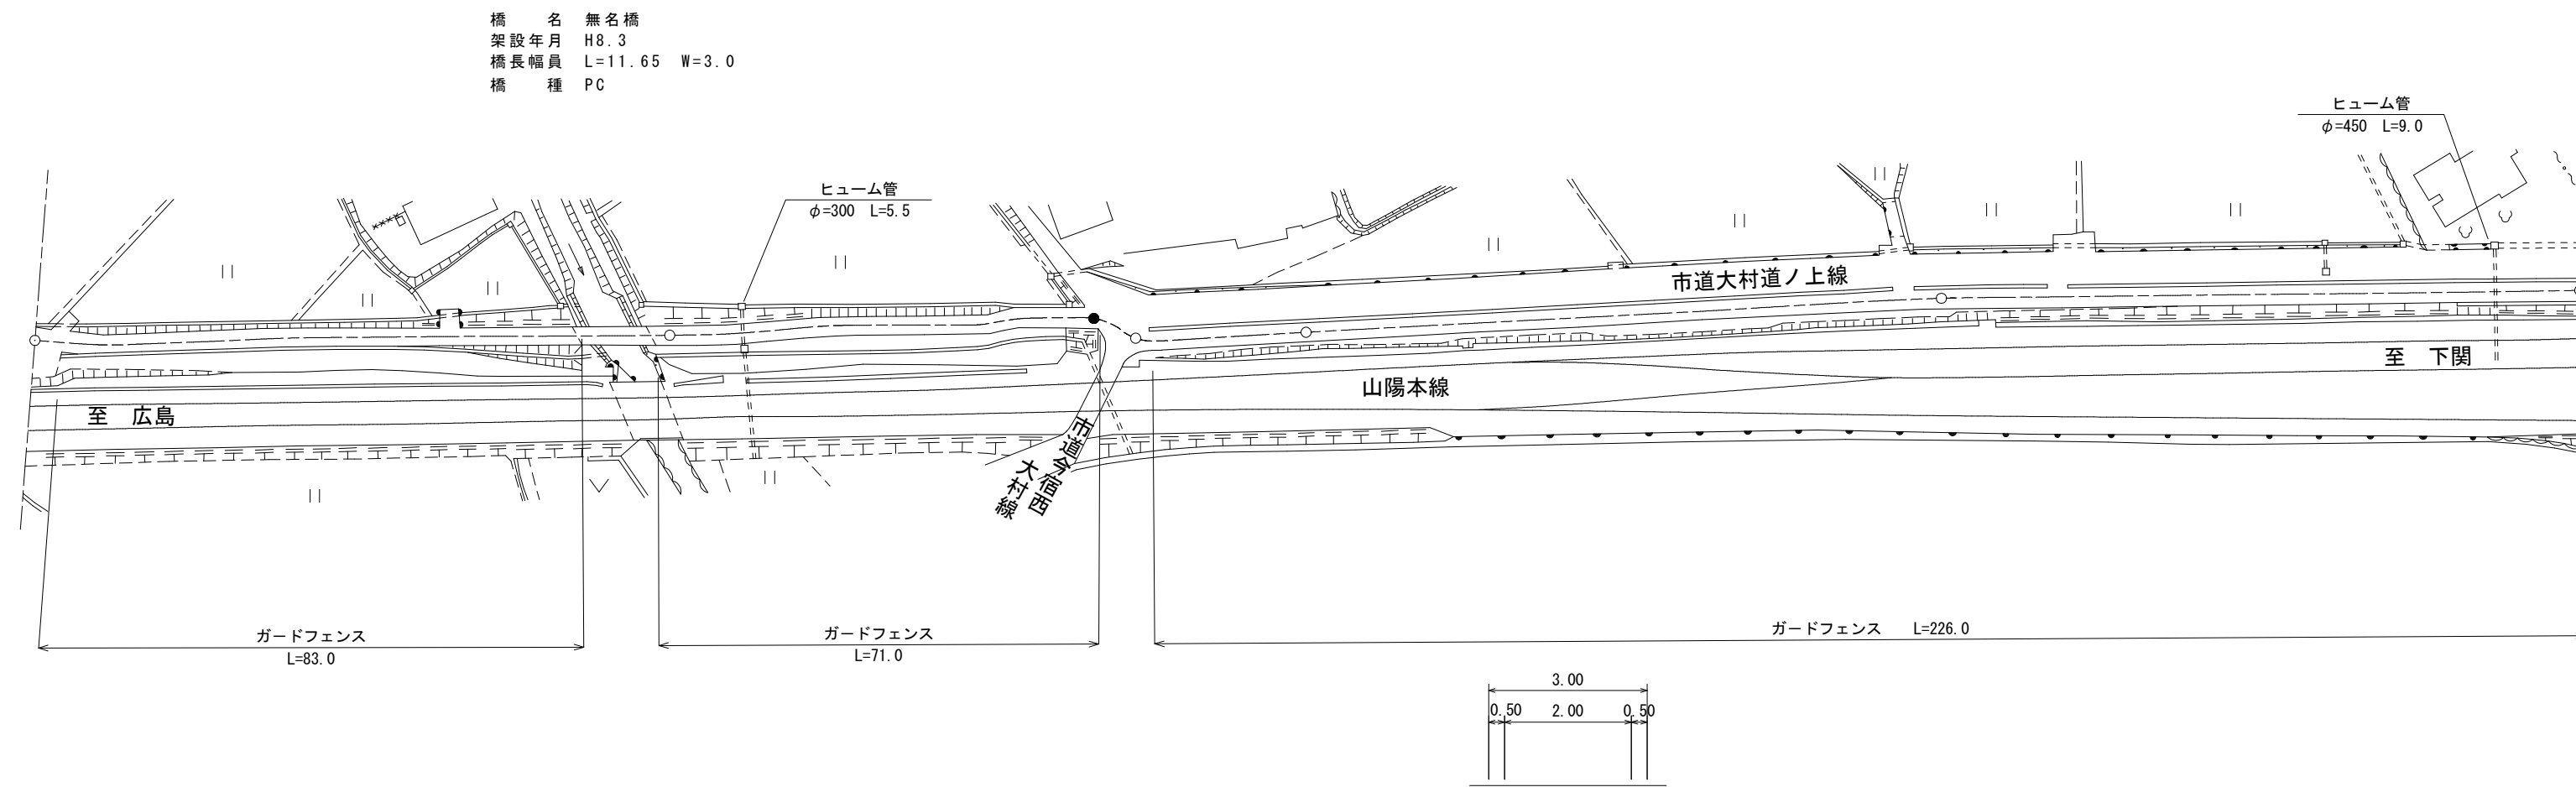 橋　　名　無名橋
架設年月　H8.3
橋長幅員　L=11.65　W=3.0
橋　　種　PC
ヒューム管
φ=450　L=9.0
ヒューム管
φ=300　L=5.5
市道大村道ノ上線
至　下関
山陽本線
至　広島
市道今宿西
大村線
ガードフェンス
L=83.0
ガードフェンス
L=71.0
ガードフェンス　　L=226.0
3.00
0.50　2.00　0.50